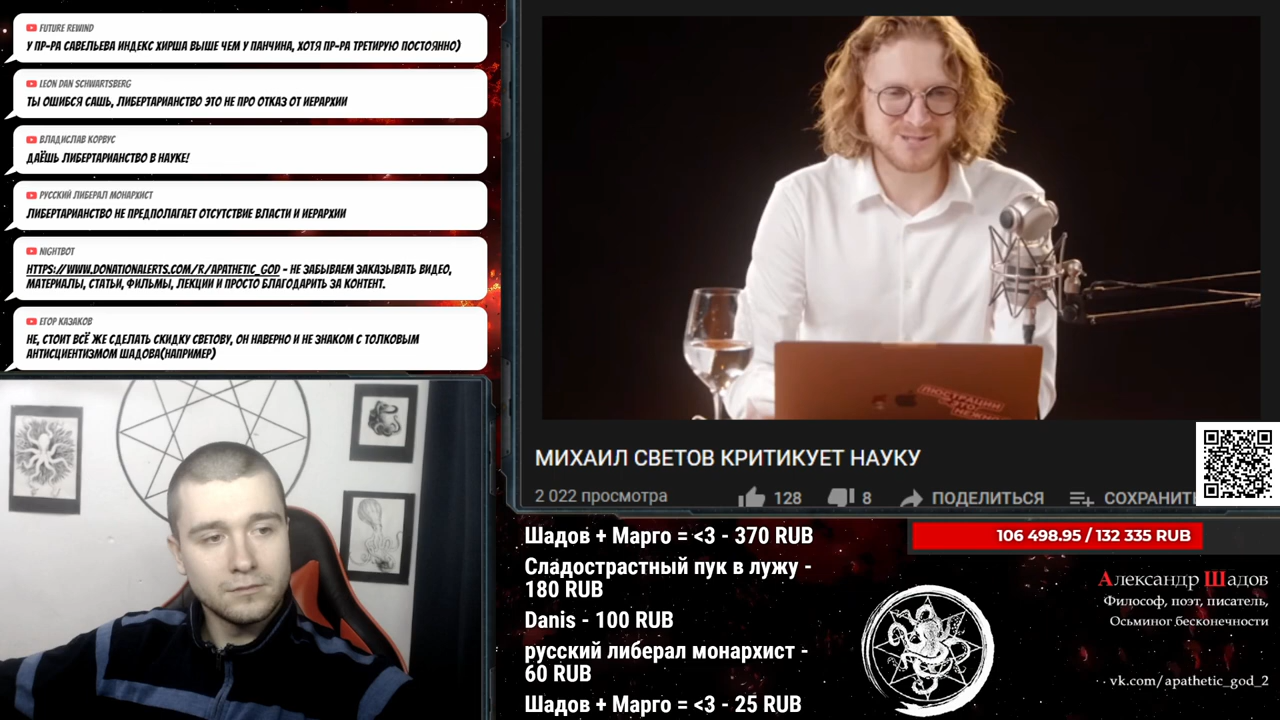 FUTURE REWIND
У ПР-РА САВЕЛЬЕВА ИНДЕКС ХИРША ВЫШЕ ЧЕМ У ПАНЧИНА, ХОТЯ ПР-РА ТРЕТИРУЮ ПОСТОЯННО)
LEON DAN SCHWARTSBERG
ТЫ ОШИБСЯ САШЬ, ЛИБЕРТАРИАНСТВО ЭТО НЕ ПРО ОТКАЗ ОТ ИЕРАРХИИ
ВЛАДИСЛАВ КОРВУС
ДАЁШЬ ЛИБЕРТАРИАНСТВО В НАУКЕ!
РУССКИЙ ЛИБЕРАЛ МОНАРХИСТ
ЛИБЕРТАРИАНСТВО НЕ ПРЕДПОЛАГАЕТ ОТСУТСТВИЕ ВЛАСТИ И ИЕРАРХИИ
NIGHTBOT
HTTPS://WWW.DONATIONALERTS.COM/R/APATHETIC_GOD - НЕ ЗАБЫВАЕМ ЗАКАЗЫВАТЬ ВИДЕО,
МАТЕРИАЛЫ, СТАТЬИ, ФИЛЬМЫ, ЛЕКЦИИ И ПРОСТО БЛАГОДАРИТЬ ЗА КОНТЕНТ.
ЕГОР КАЗАКОВ
НЕ, СТОИТ ВСЁ ЖЕ СДЕЛАТЬ СКИДКУ СВЕТОВУ, ОН НАВЕРНО И НЕ ЗНАКОМ С ТОЛКОВЫМ
АНТИСЦИЕНТИЗМОМ ШАДОВА(НАПРИМЕР)
ЛЮСТРАЦИИ
ЭТО
НЕЖНО
МИХАИЛ СВЕТОВ КРИТИКУЕТ НАУКУ
2 022 просмотра 128 8 ПОДЕЛИТЬСЯ СОХРАНИТЬ
Шадов + Марго = <3 - 370 RUB
Сладострастный пук в лужу -
180 RUB
Danis - 100 RUB
русский либерал монархист -
60 RUB
Шадов + Марго = <3 - 25 RUB
106 498.95 / 132 335 RUB
Александр Шадов
Философ, поэт, писатель,
Осьминог бесконечности
vk.com/apathetic_god_2